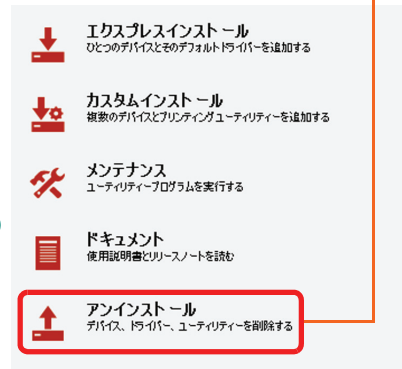 エクスプレスインストール
ひとつのデバイスとそのデフォルトドライバーを追加する
カスタムインストール
複数のデバイスとプリンティングユーティリティーを追加する
メンテナンス
ユーティリティープログラムを実行する
ドキュメント
使用説明書とリリースノートを読む
アンインストール
デバイス、ドライバー、ユーティリティーを削除する